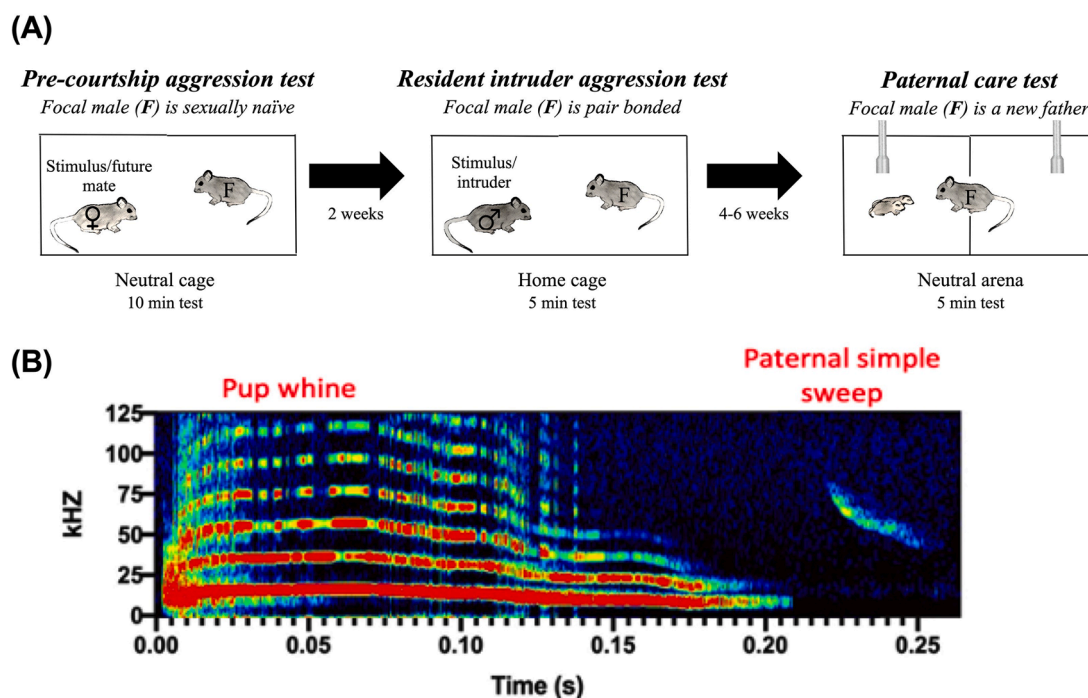 (A)
Pre-courtship aggression test
Focal male (F) is sexually naïve
Stimulus/future
mate
♀
F
Neutral cage
10 min test
2 weeks
Resident intruder aggression test
Focal male (F) is pair bonded
Stimulus/
intruder
♂
F
Home cage
5 min test
4-6 weeks
Paternal care test
Focal male (F) is a new father
F
Neutral arena
5 min test
(B)
Pup whine
Paternal simple
sweep
kHZ
125
100
75
50
25
0
0.00
0.05
0.10
0.15
0.20
0.25
Time (s)